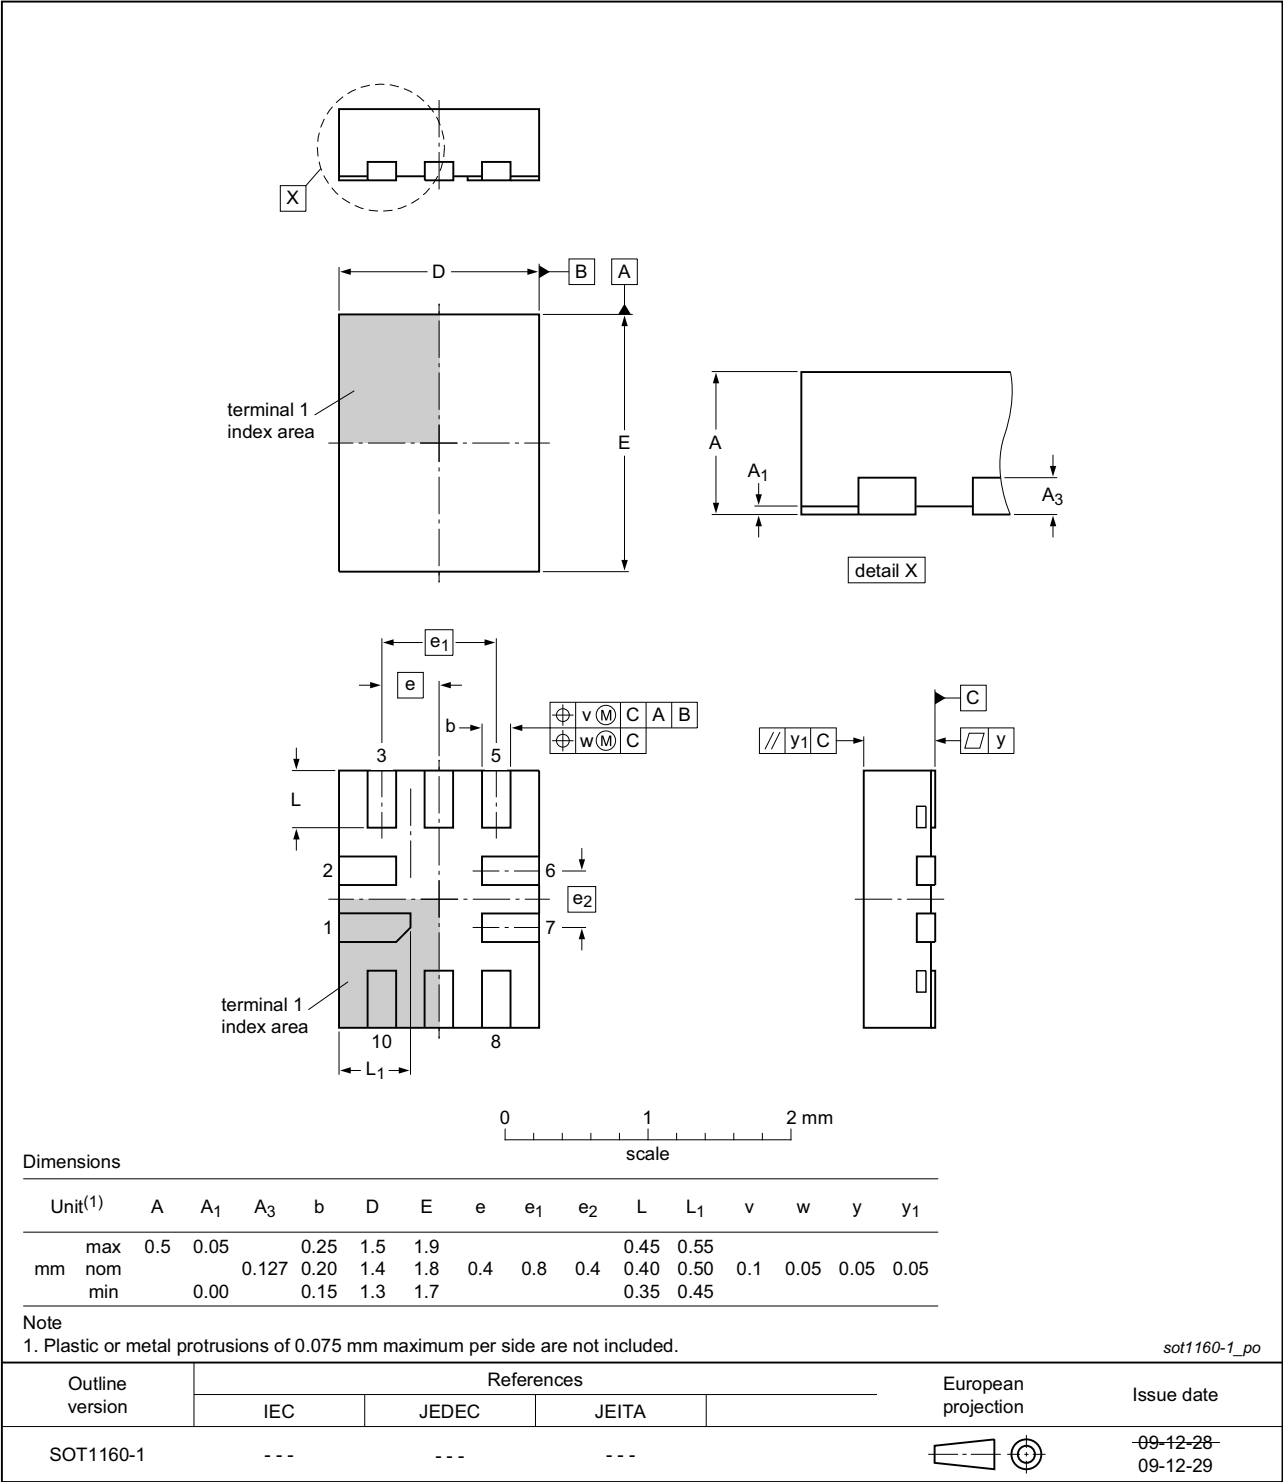 X
D
B
A
terminal 1
index area
E
A
A1
A3
detail X
e1
e
b
v M C A B
w M C
3
5
L
2
6
e2
1
7
terminal 1
index area
10
8
L1
C
// y1 C
y
0 1 2 mm
scale
Dimensions
Unit(1) A A1 A3 b D E e e1 e2 L L1 v w y y1
max 0.5 0.05 0.25 1.5 1.9 0.45 0.55
mm nom 0.127 0.20 1.4 1.8 0.4 0.8 0.4 0.40 0.50 0.1 0.05 0.05 0.05
min 0.00 0.15 1.3 1.7 0.35 0.45
Note
1. Plastic or metal protrusions of 0.075 mm maximum per side are not included.
sot1160-1_po
Outline
version
References
IEC JEDEC JEITA
European
projection
Issue date
SOT1160-1 - - - - - - - - -
09-12-28
09-12-29